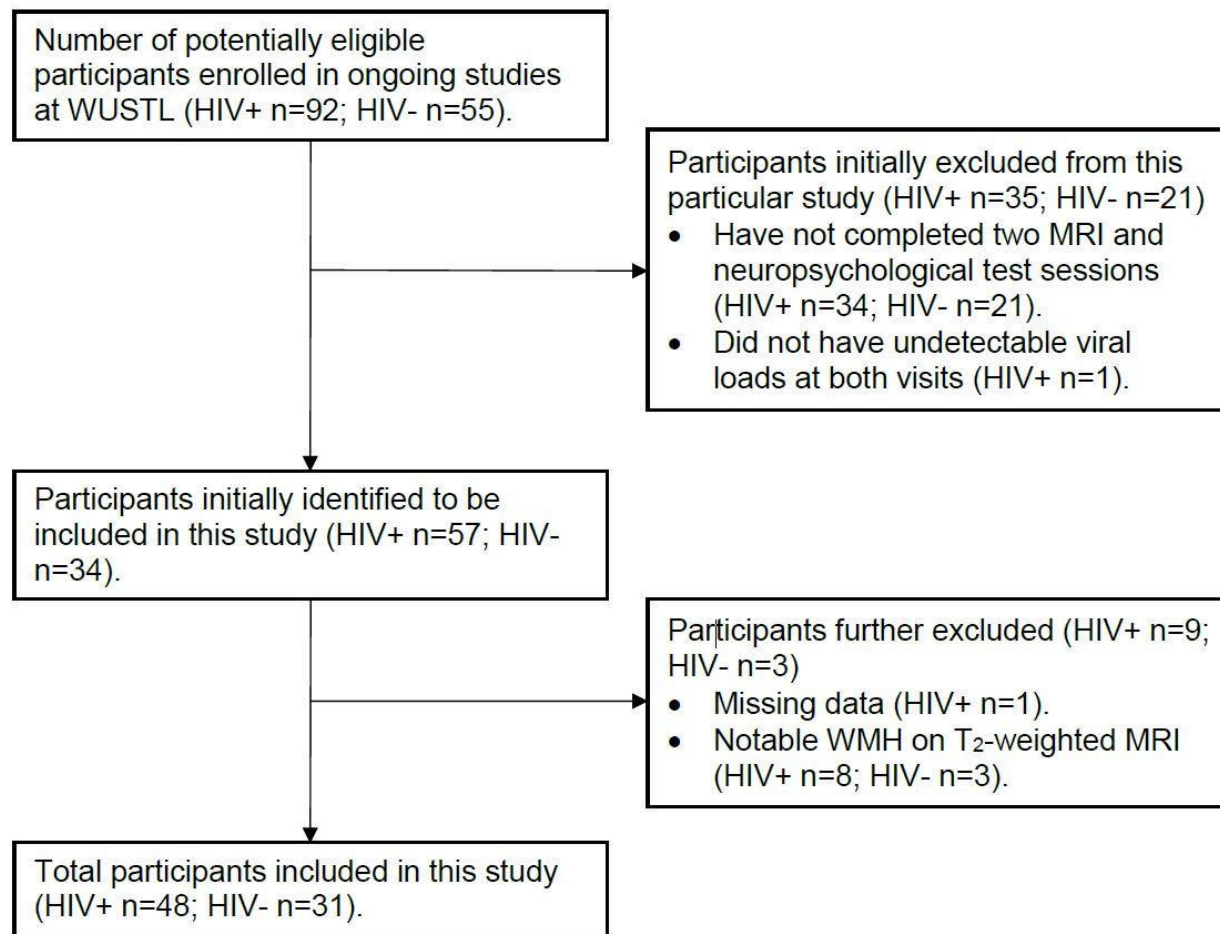 Number of potentially eligible
participants enrolled in ongoing studies
at WUSTL (HIV+ n=92; HIV- n=55).
Participants initially excluded from this
particular study (HIV+ n=35; HIV- n=21)
• Have not completed two MRI and
neuropsychological test sessions
(HIV+ n=34; HIV- n=21).
• Did not have undetectable viral
loads at both visits (HIV+ n=1).
Participants initially identified to be
included in this study (HIV+ n=57; HIV-
n=34).
Participants further excluded (HIV+ n=9;
HIV- n=3)
• Missing data (HIV+ n=1).
• Notable WMH on T₂-weighted MRI
(HIV+ n=8; HIV- n=3).
Total participants included in this study
(HIV+ n=48; HIV- n=31).